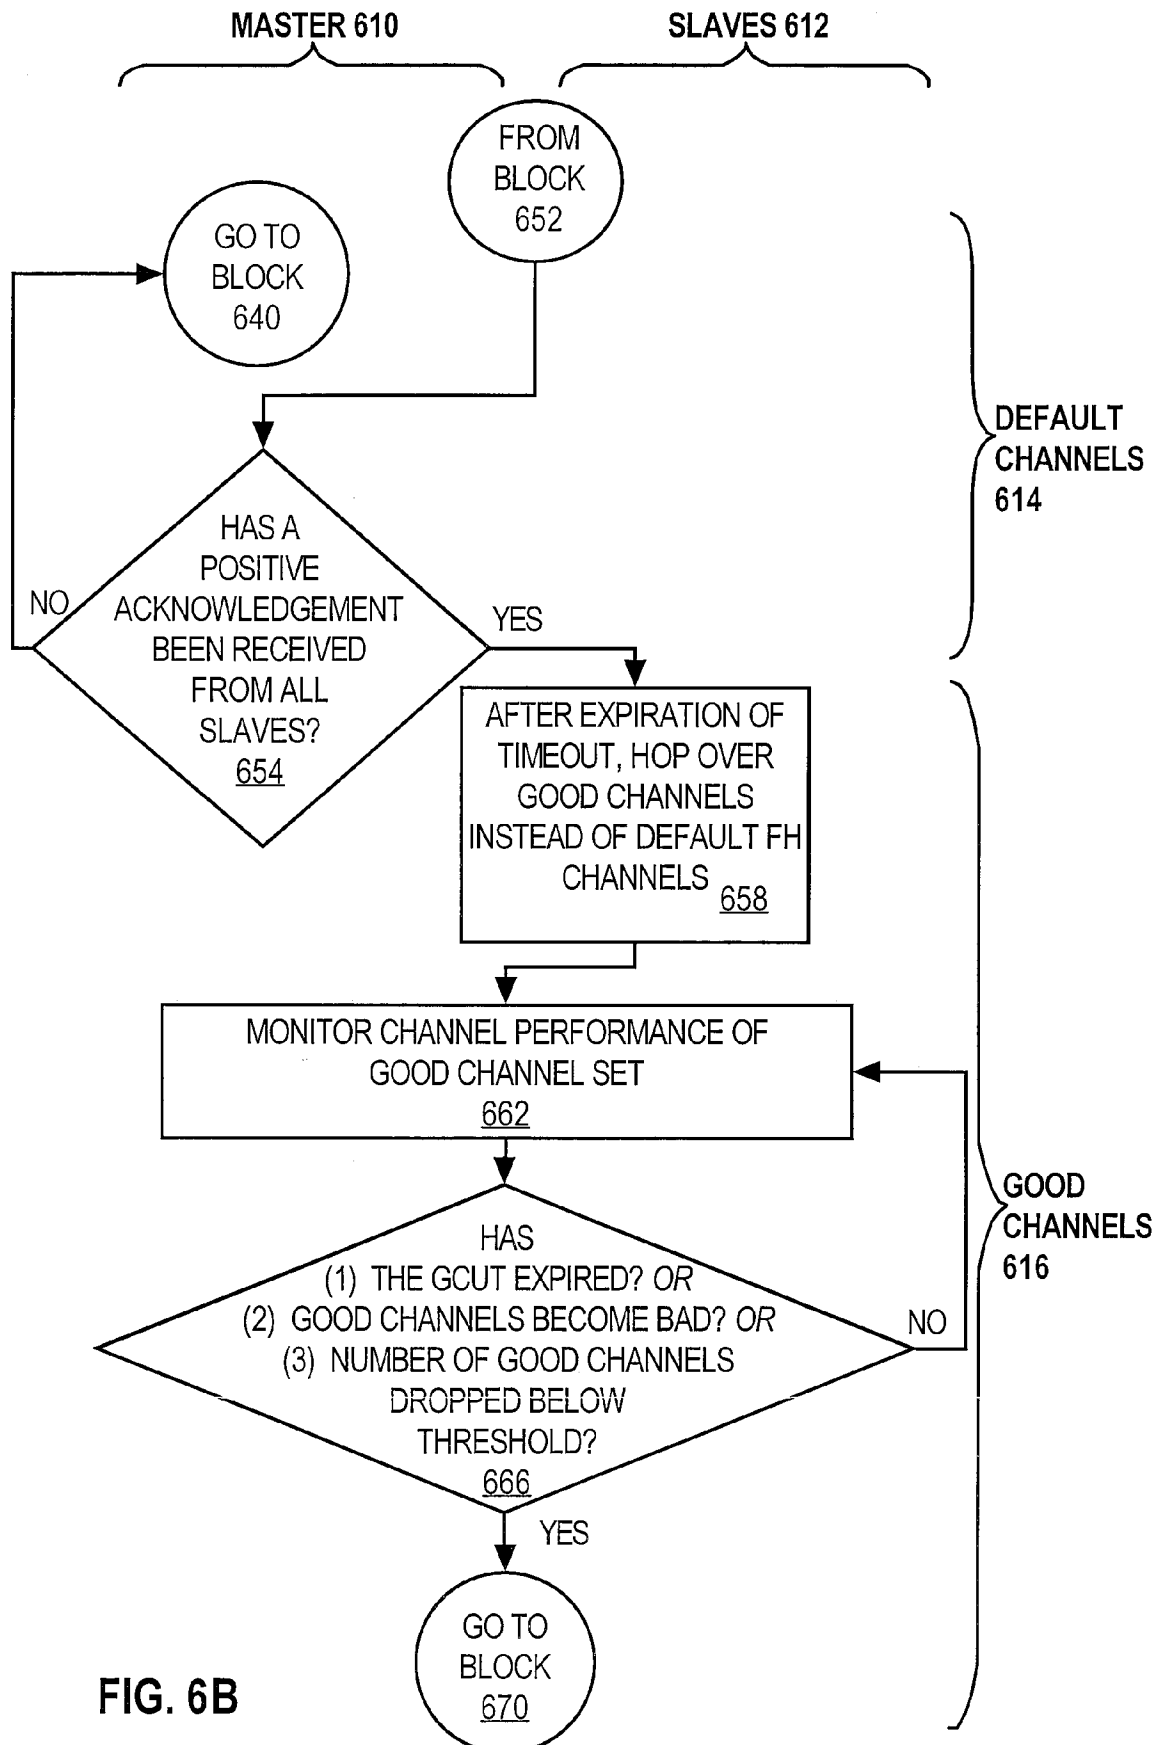 MASTER 610
SLAVES 612
FROM
BLOCK
652
GO TO
BLOCK
640
DEFAULT
CHANNELS
614
HAS A
POSITIVE
ACKNOWLEDGEMENT
BEEN RECEIVED
FROM ALL
SLAVES?
654
NO
YES
AFTER EXPIRATION OF
TIMEOUT, HOP OVER
GOOD CHANNELS
INSTEAD OF DEFAULT FH
CHANNELS
658
MONITOR CHANNEL PERFORMANCE OF
GOOD CHANNEL SET
662
GOOD
CHANNELS
616
HAS
(1) THE GCUT EXPIRED? OR
(2) GOOD CHANNELS BECOME BAD? OR
(3) NUMBER OF GOOD CHANNELS
DROPPED BELOW
THRESHOLD?
666
NO
YES
GO TO
BLOCK
670
FIG. 6B